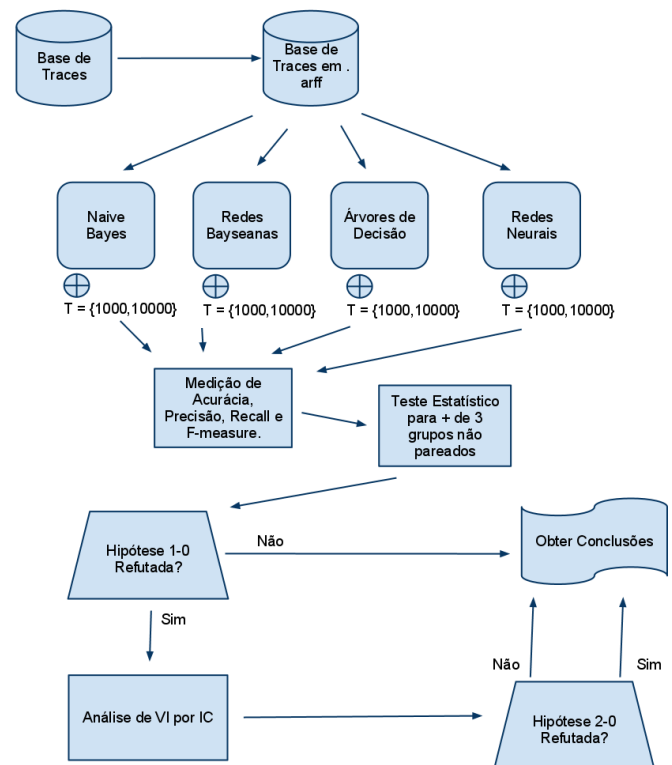 Base de
Traces
Base de
Traces em .
arff
Naive
Bayes
Redes
Bayseanas
Árvores de
Decisão
Redes
Neurais
T = {1000,10000}
T = {1000,10000}
T = {1000,10000}
T = {1000,10000}
Medição de
Acurácia,
Precisão, Recall e
F-measure.
Teste Estatístico
para + de 3
grupos não
pareados
Hipótese 1-0
Refutada?
Não
Obter Conclusões
Sim
Não
Sim
Análise de VI por IC
Hipótese 2-0
Refutada?